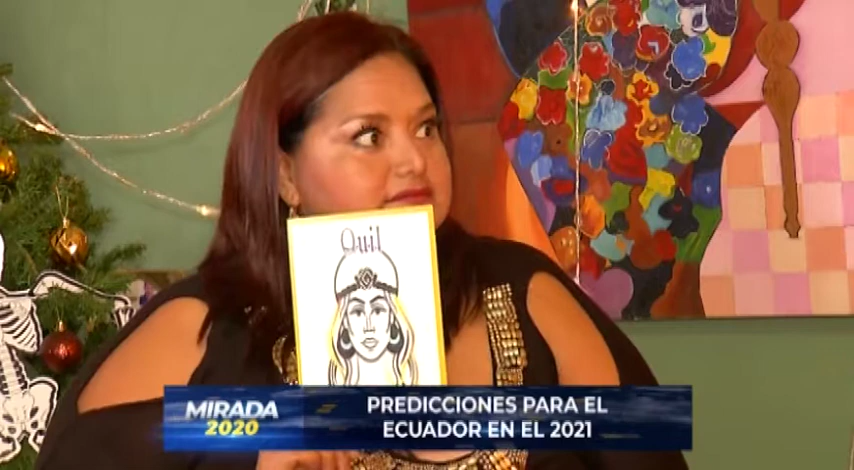 Quil
MIRADA
2020
PREDICCIONES PARA EL
ECUADOR EN EL 2021